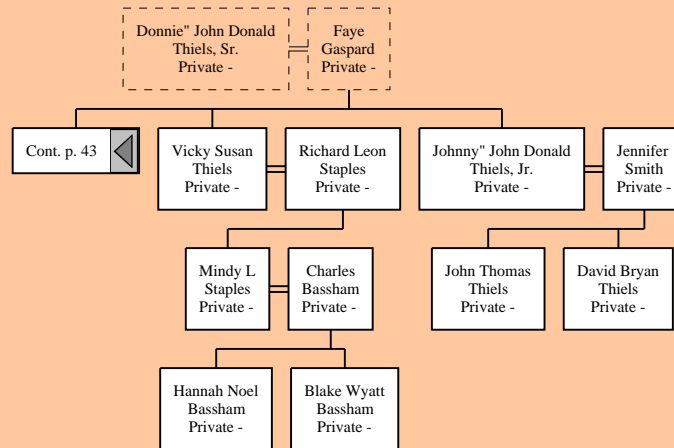 Donnie" John Donald
Thiels, Sr.
Private -
Faye
Gaspard
Private -
Cont. p. 43
Vicky Susan
Thiels
Private -
Richard Leon
Staples
Private -
Johnny" John Donald
Thiels, Jr.
Private -
Jennifer
Smith
Private -
Mindy L
Staples
Private -
Charles
Bassham
Private -
John Thomas
Thiels
Private -
David Bryan
Thiels
Private -
Hannah Noel
Bassham
Private -
Blake Wyatt
Bassham
Private -